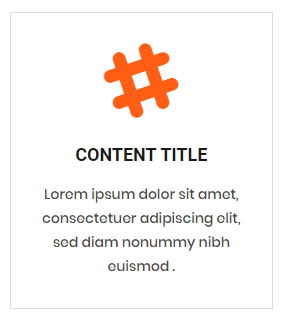 CONTENT TITLE
Lorem ipsum dolor sit amet,
consectetuer adipiscing elit,
sed diam nonummy nibh
euismod .